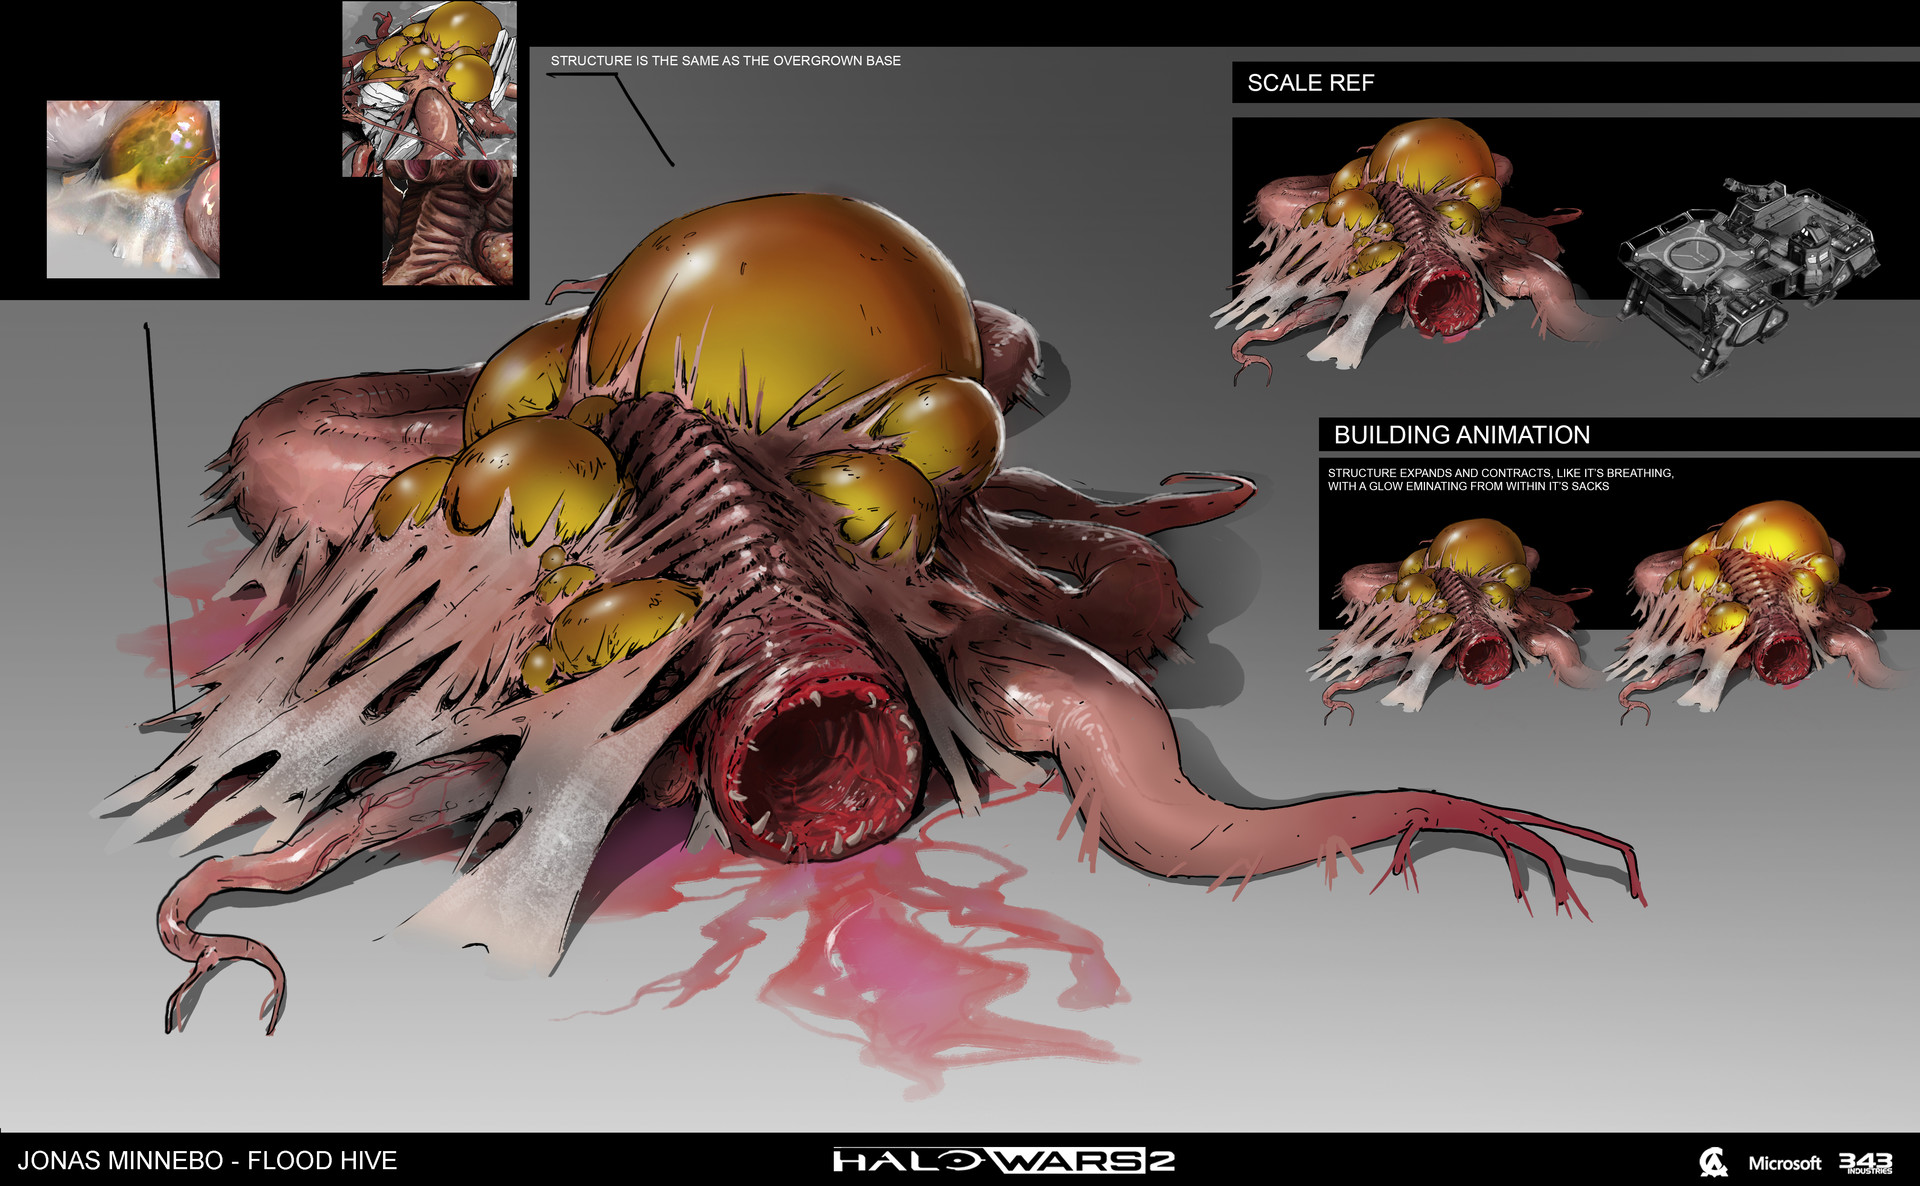 STRUCTURE IS THE SAME AS THE OVERGROWN BASE
SCALE REF
BUILDING ANIMATION
STRUCTURE EXPANDS AND CONTRACTS, LIKE IT'S BREATHING,
WITH A GLOW EMINATING FROM WITHIN IT'S SACKS
JONAS MINNEBO - FLOOD HIVE
HALO WARS 2
Microsoft
343
INDUSTRIES